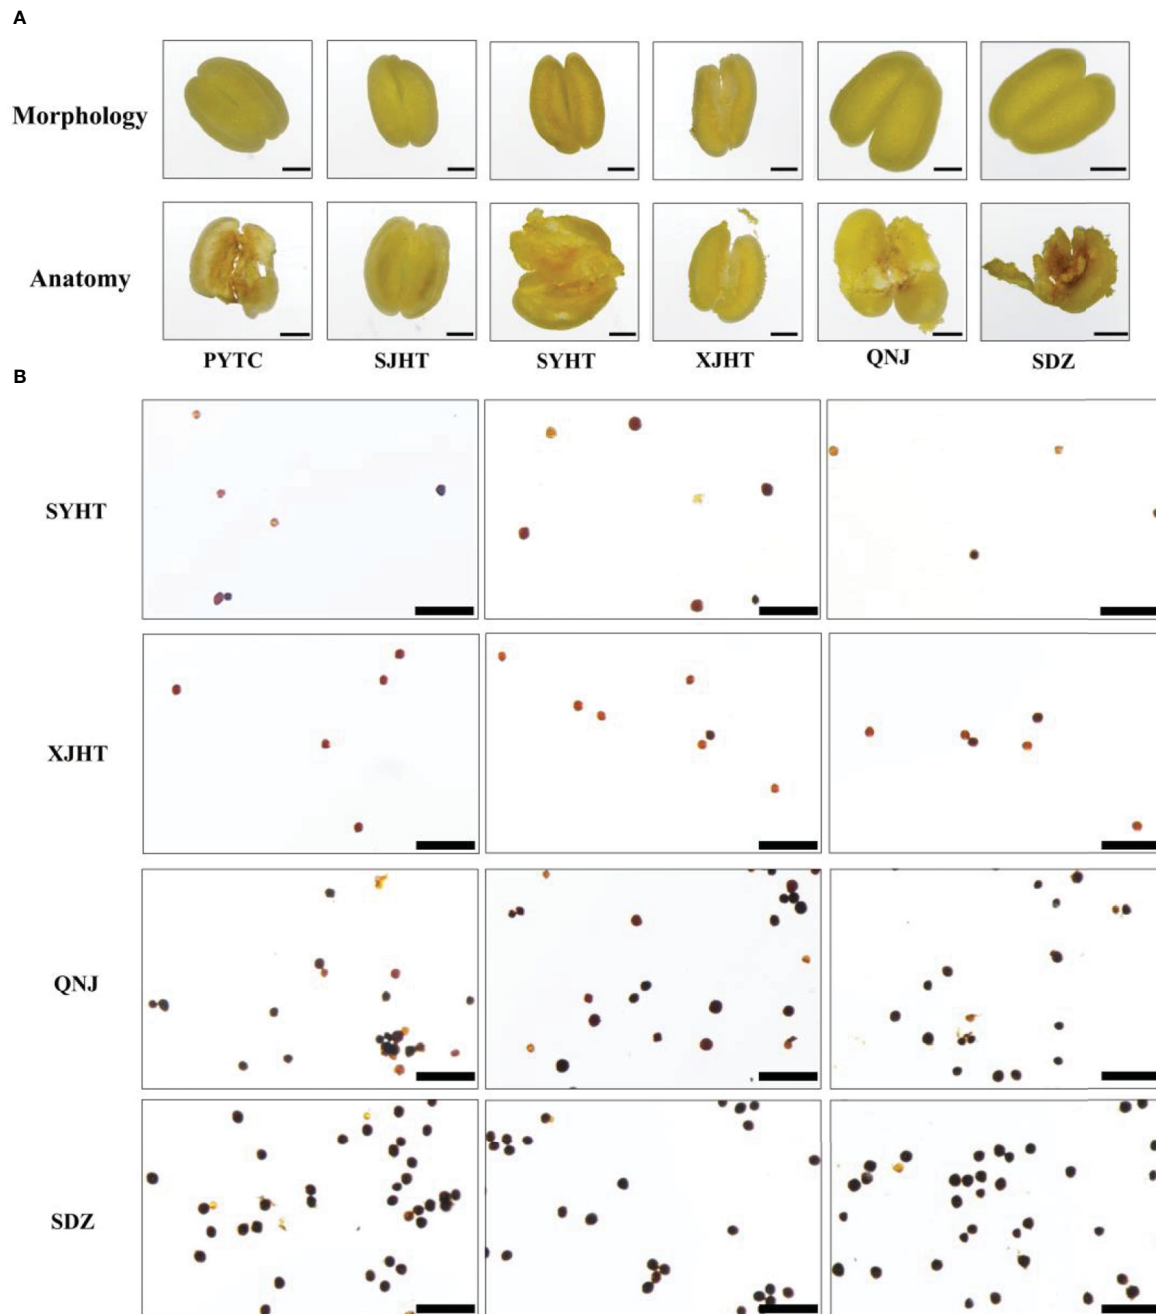 A
Morphology
Anatomy
PYTC SJHT SYHT XJHT QNJ SDZ
B
SYHT
XJHT
QNJ
SDZ